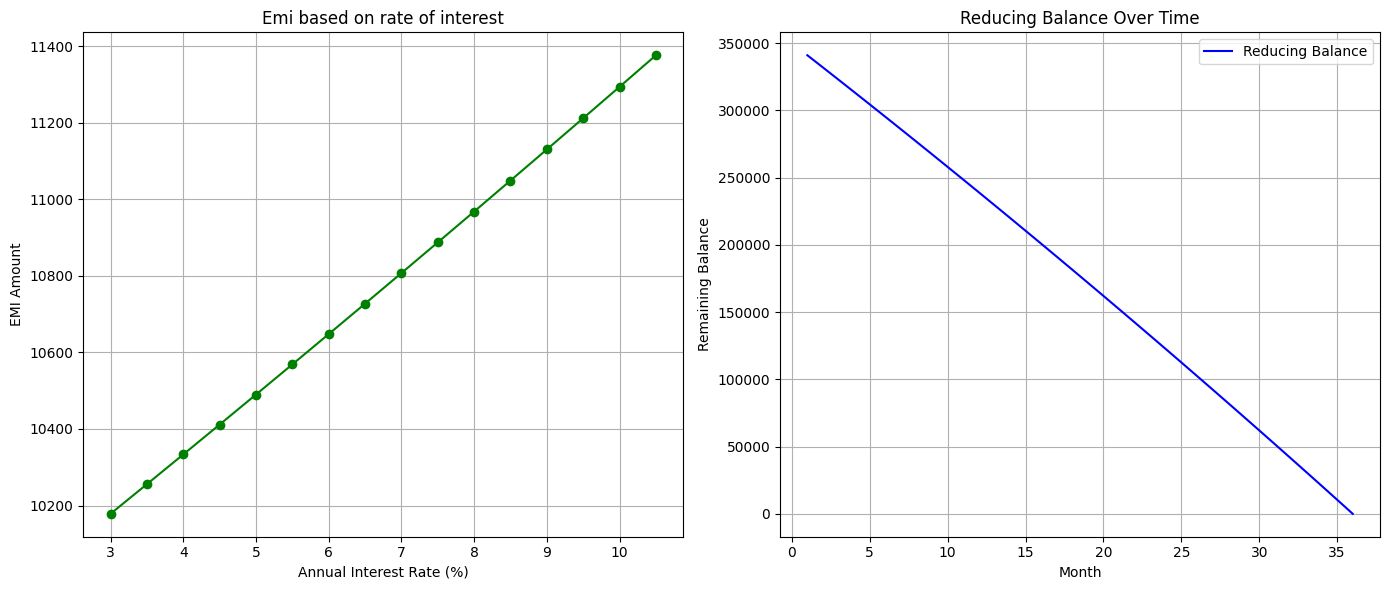 Emi based on rate of interest
11400
11200
11000
10800
10600
10400
10200
EMI Amount
3 4 5 6 7 8 9 10
Annual Interest Rate (%)
Reducing Balance Over Time
Reducing Balance
350000
300000
250000
200000
150000
100000
50000
0
Remaining Balance
0 5 10 15 20 25 30 35
Month